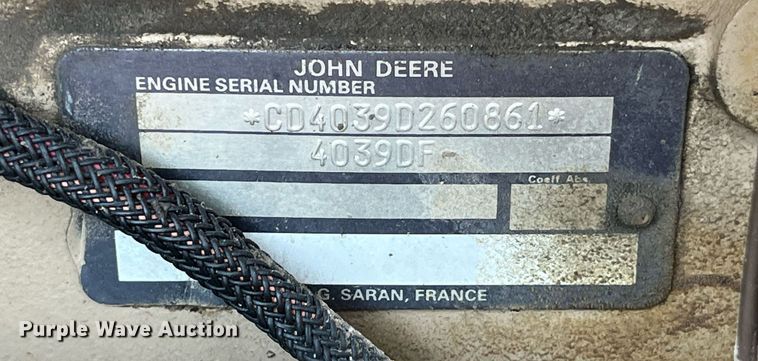 JOHN DEERE
ENGINE SERIAL NUMBER
*CD4039D260861*
4039DF
Coeff Abs
G. SARAN, FRANCE
Purple Wave Auction